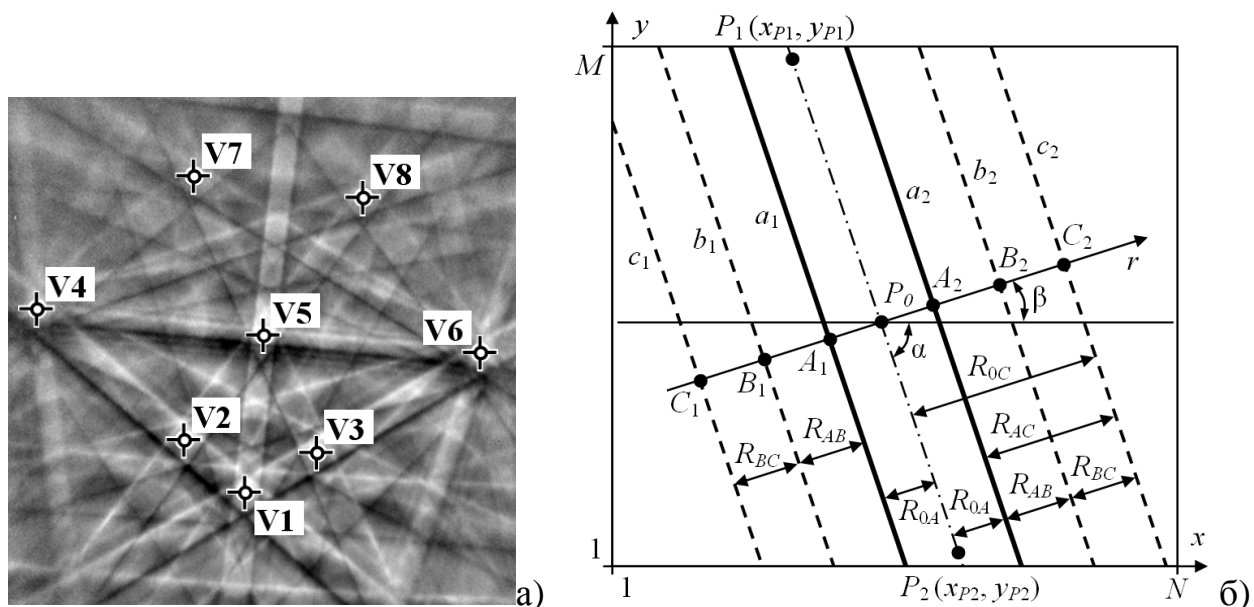 V7
V8
V4
V5
V6
V2
V3
V1
а)
y
P1 (xP1, yP1)
M
c2
b2
a2
a1
b1
c1
C2
B2
r
A2
P0
β
α
A1
B1
C1
R0C
RAB
RAC
RBC
R0A
R0A
RAB
RBC
x
1
1
P2 (xP2, yP2)
N
б)